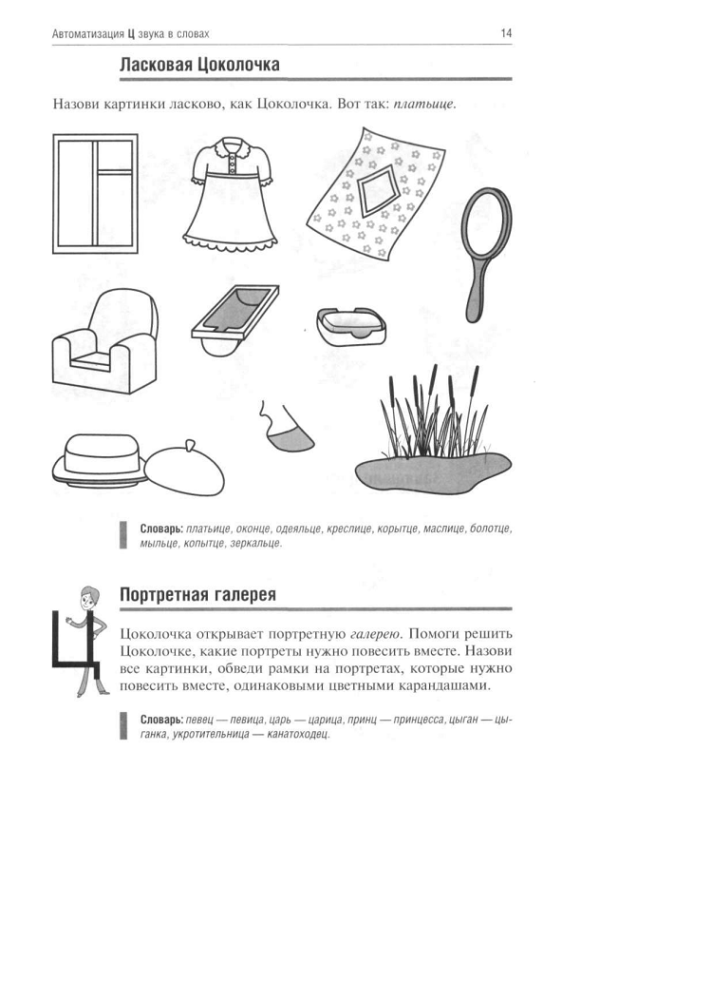 Автоматизация Ц звука в словах 14
Ласковая Цоколочка
Назови картинки ласково, как Цоколочка. Вот так: платьице.
Словарь: платьице, оконце, одеяльце, креслице, корытце, маслице, болотце,
мыльце, копытце, зеркальце.
Портретная галерея
Цоколочка открывает портретную галерею. Помоги решить
Цоколочке, какие портреты нужно повесить вместе. Назови
все картинки, обведи рамки на портретах, которые нужно
повесить вместе, одинаковыми цветными карандашами.
Ц
Словарь: певец — певица, царь — царица, принц — принцесса, цыган — цы-
ганка, укротительница — канатоходец.